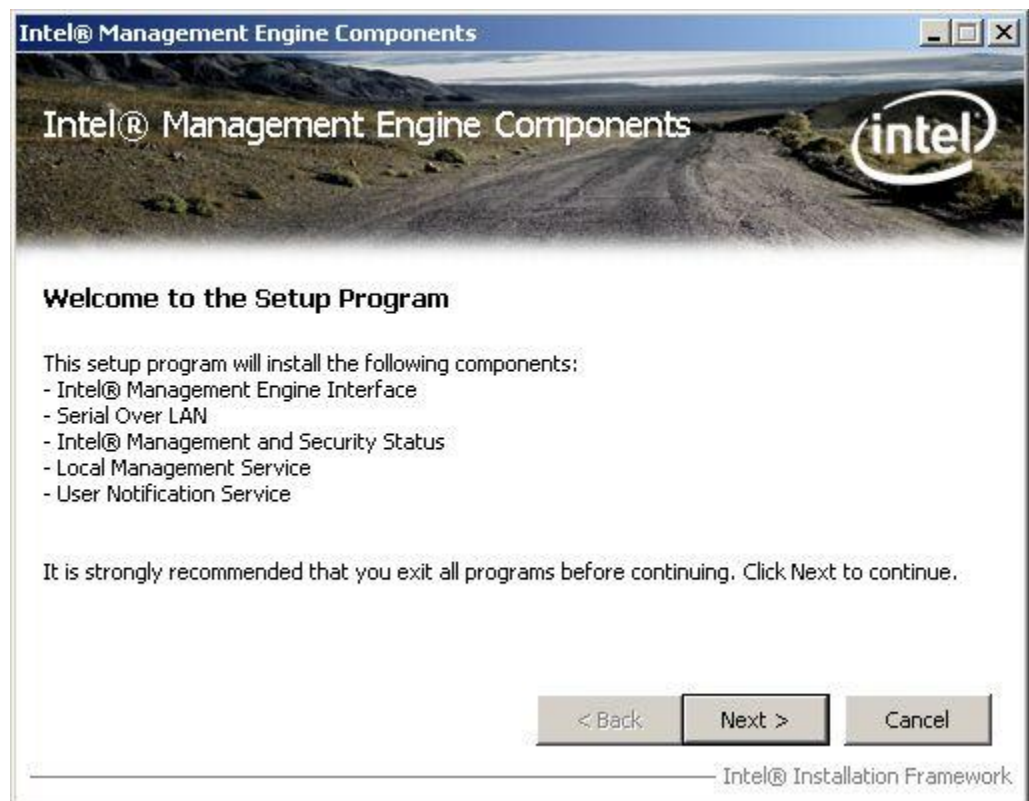 Intel® Management Engine Components
Intel® Management Engine Components
intel
Welcome to the Setup Program
This setup program will install the following components:
- Intel® Management Engine Interface
- Serial Over LAN
- Intel® Management and Security Status
- Local Management Service
- User Notification Service
It is strongly recommended that you exit all programs before continuing. Click Next to continue.
< Back Next > Cancel
Intel® Installation Framework